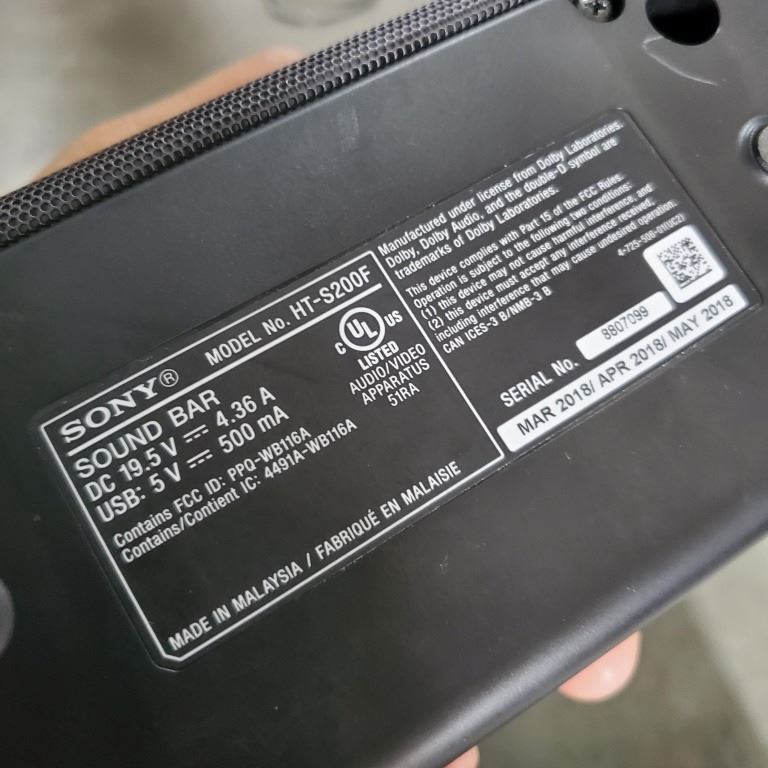 SONY® MODEL No. HT-S200F
SOUND BAR
DC 19.5 V ⎓ 4.36 A
USB: 5 V ⎓ 500 mA
Contains FCC ID: PPQ-WB116A
Contains/Contient IC: 4491A-WB116A
C UL US
LISTED
AUDIO/VIDEO
APPARATUS
51RA
MADE IN MALAYSIA / FABRIQUÉ EN MALAISIE
Manufactured under license from Dolby Laboratories.
Dolby, Dolby Audio, and the double-D symbol are
trademarks of Dolby Laboratories.
This device complies with Part 15 of the FCC Rules.
Operation is subject to the following two conditions:
(1) this device may not cause harmful interference, and
(2) this device must accept any interference received,
including interference that may cause undesired operation.
CAN ICES-3 B/NMB-3 B
4-725-508-01(UC2)
SERIAL No. 8807099
MAR 2018/ APR 2018/ MAY 2018